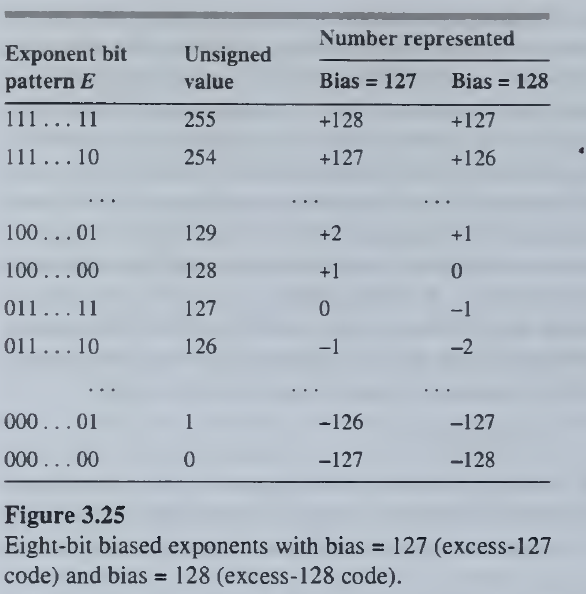 Number represented
Exponent bit Unsigned
pattern E value Bias = 127 Bias = 128
111 . . . 11 255 +128 +127
111 . . . 10 254 +127 +126
. . . . . . . . .
100 . . . 01 129 +2 +1
100 . . . 00 128 +1 0
011 . . . 11 127 0 –1
011 . . . 10 126 –1 –2
. . . . . . . . .
000 . . . 01 1 –126 –127
000 . . . 00 0 –127 –128
Figure 3.25
Eight-bit biased exponents with bias = 127 (excess-127
code) and bias = 128 (excess-128 code).